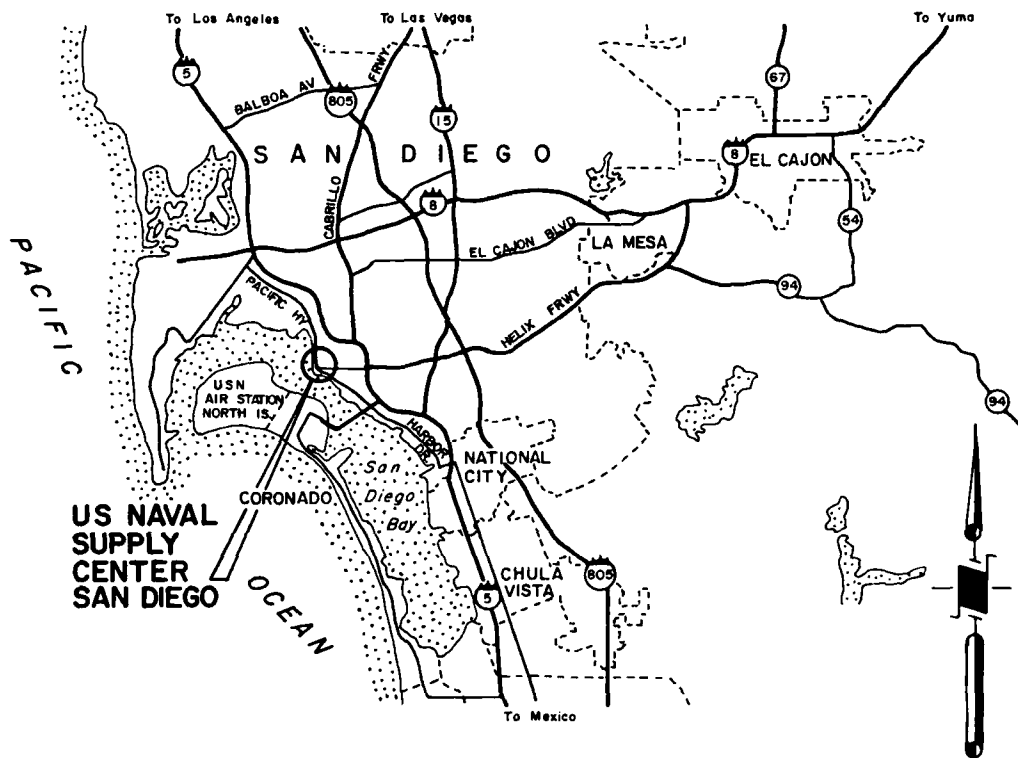 To Los Angeles
To Las Vegas
To Yuma
5
BALBOA AV
805
FRWY
15
67
SAN DIEGO
8
EL CAJON
CABRILLO
8
54
EL CAJON BLVD
LA MESA
PACIFIC
PACIFIC HY
HELIX FRWY
94
94
USN
AIR STATION
NORTH IS.
HARBOR
DR.
NATIONAL
CITY
San
Diego
Bay
CORONADO
US NAVAL
SUPPLY
CENTER
SAN DIEGO
OCEAN
CHULA
VISTA
5
805
To Mexico